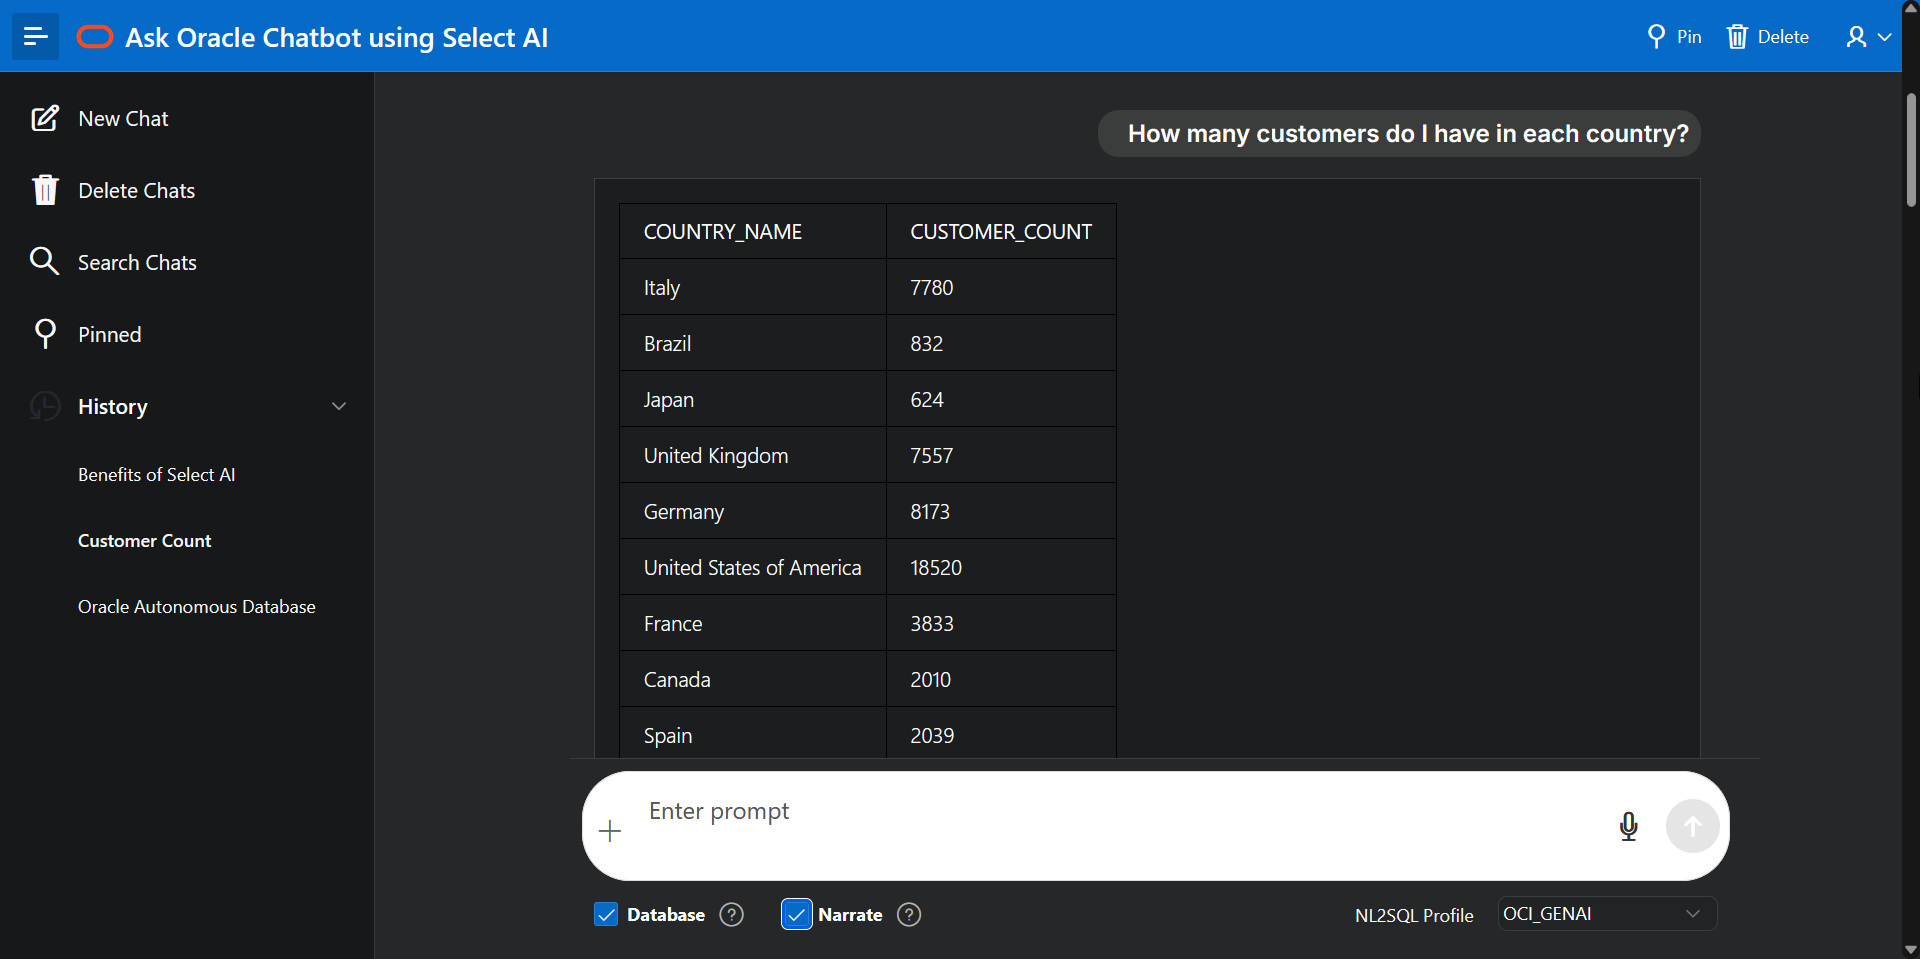 Ask Oracle Chatbot using Select AI
Pin
Delete
New Chat
Delete Chats
Search Chats
Pinned
History
Benefits of Select AI
Customer Count
Oracle Autonomous Database
How many customers do I have in each country?
COUNTRY_NAME CUSTOMER_COUNT
Italy 7780
Brazil 832
Japan 624
United Kingdom 7557
Germany 8173
United States of America 18520
France 3833
Canada 2010
Spain 2039
Enter prompt
Database ? Narrate ? NL2SQL Profile OCI_GENAI